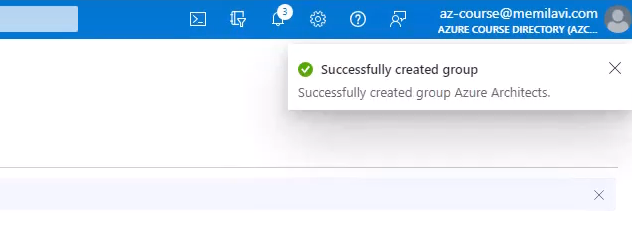 3
az-course@memilavi.com
AZURE COURSE DIRECTORY (AZC...
Successfully created group
Successfully created group Azure Architects.